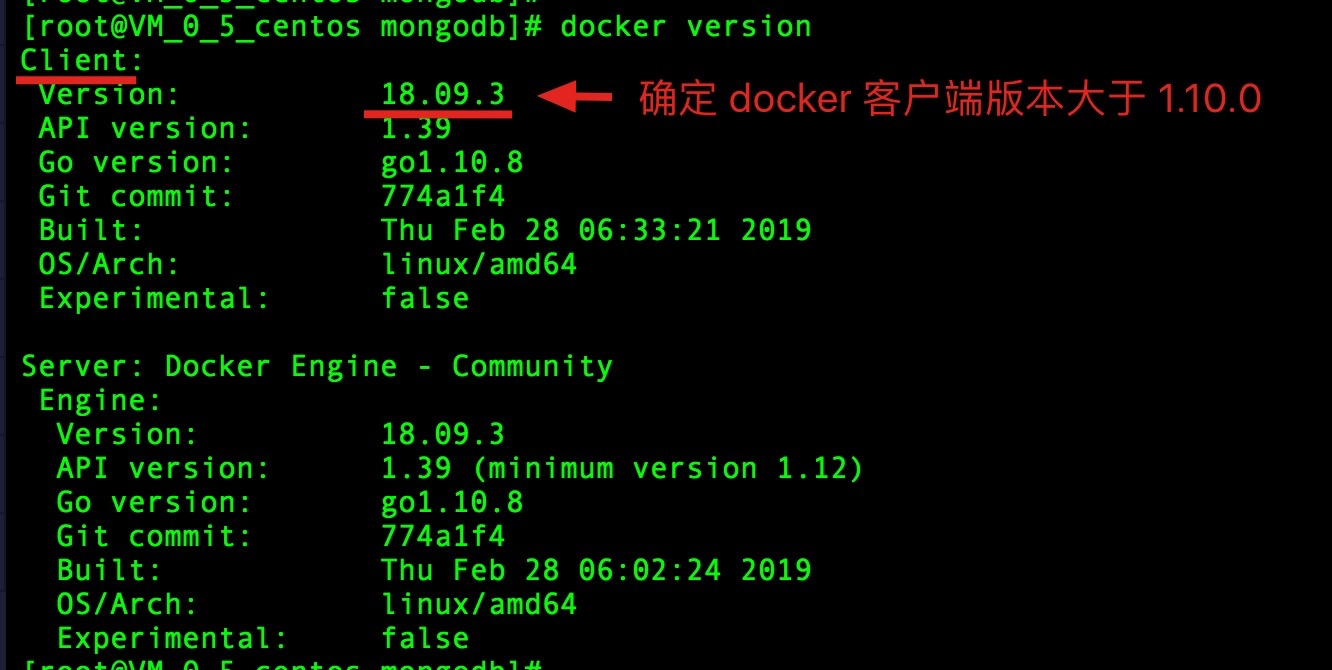 [root@VM_0_5_centos mongodb]#
[root@VM_0_5_centos mongodb]# docker version
Client:
Version: 18.09.3 确定 docker 客户端版本大于 1.10.0
API version: 1.39
Go version: go1.10.8
Git commit: 774a1f4
Built: Thu Feb 28 06:33:21 2019
OS/Arch: linux/amd64
Experimental: false
Server: Docker Engine - Community
Engine:
Version: 18.09.3
API version: 1.39 (minimum version 1.12)
Go version: go1.10.8
Git commit: 774a1f4
Built: Thu Feb 28 06:02:24 2019
OS/Arch: linux/amd64
Experimental: false
[root@VM_0_5_centos mongodb]#